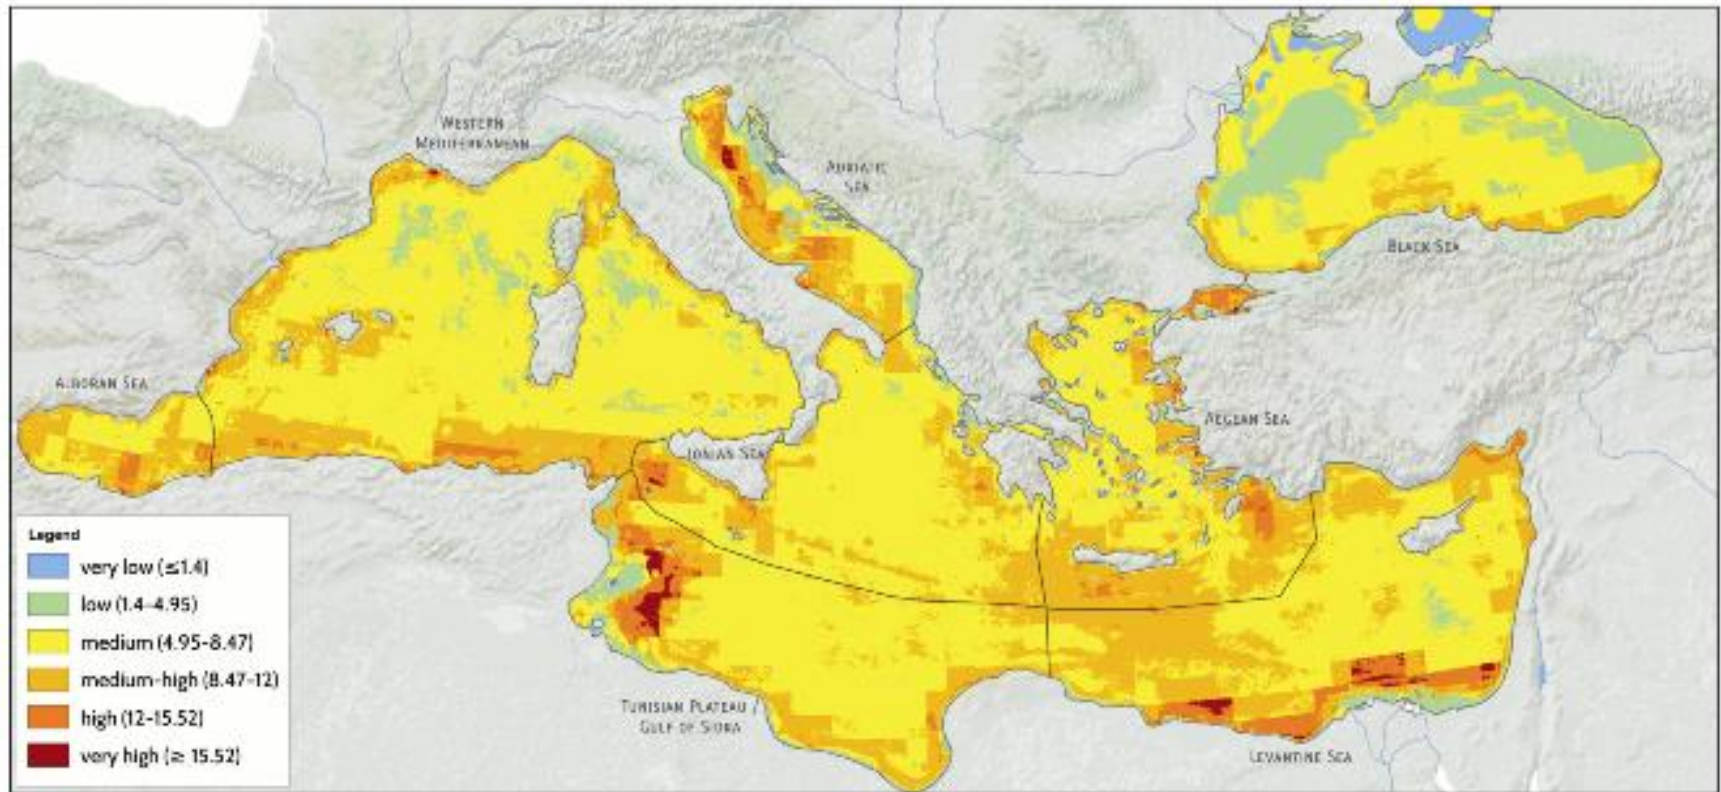 WESTERN
MEDITERRANEAN
ADRIATIC
SEA
BLACK SEA
ALBORAN SEA
AEGEAN SEA
IONIAN SEA
TUNISIAN PLATEAU /
GULF OF SIDRA
LEVANTINE SEA
Legend
very low (≤1.4)
low (1.4-4.95)
medium (4.95-8.47)
medium-high (8.47-12)
high (12-15.52)
very high (≥ 15.52)